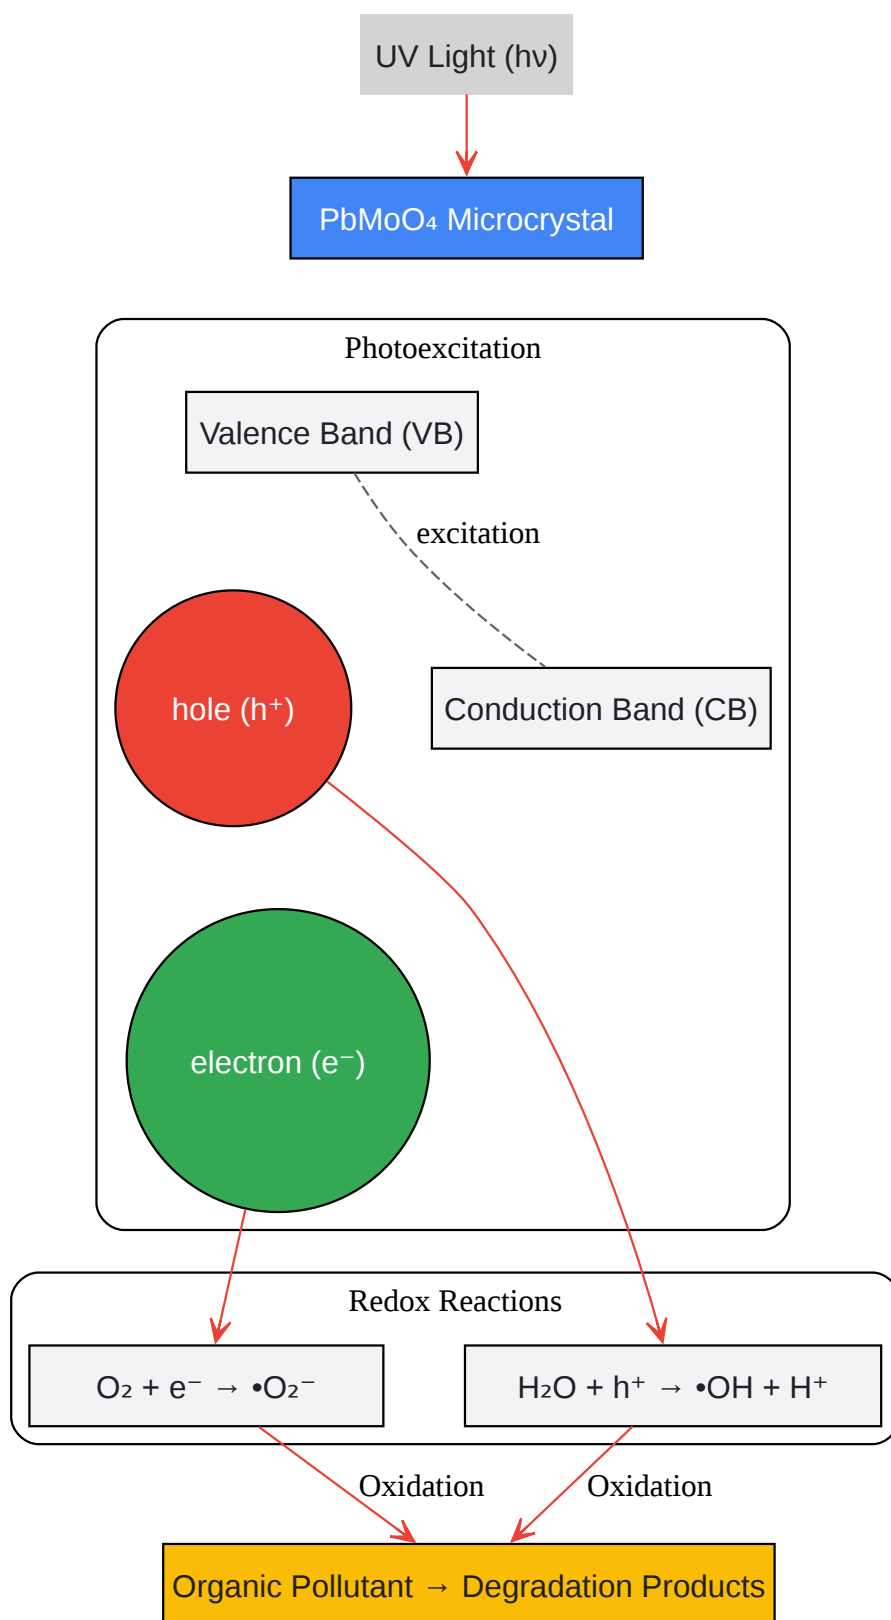 UV Light (hν)
PbMoO₄ Microcrystal
Photoexcitation
Valence Band (VB)
excitation
hole (h⁺)
Conduction Band (CB)
electron (e⁻)
Redox Reactions
O₂ + e⁻ → •O₂⁻
H₂O + h⁺ → •OH + H⁺
Oxidation
Oxidation
Organic Pollutant → Degradation Products